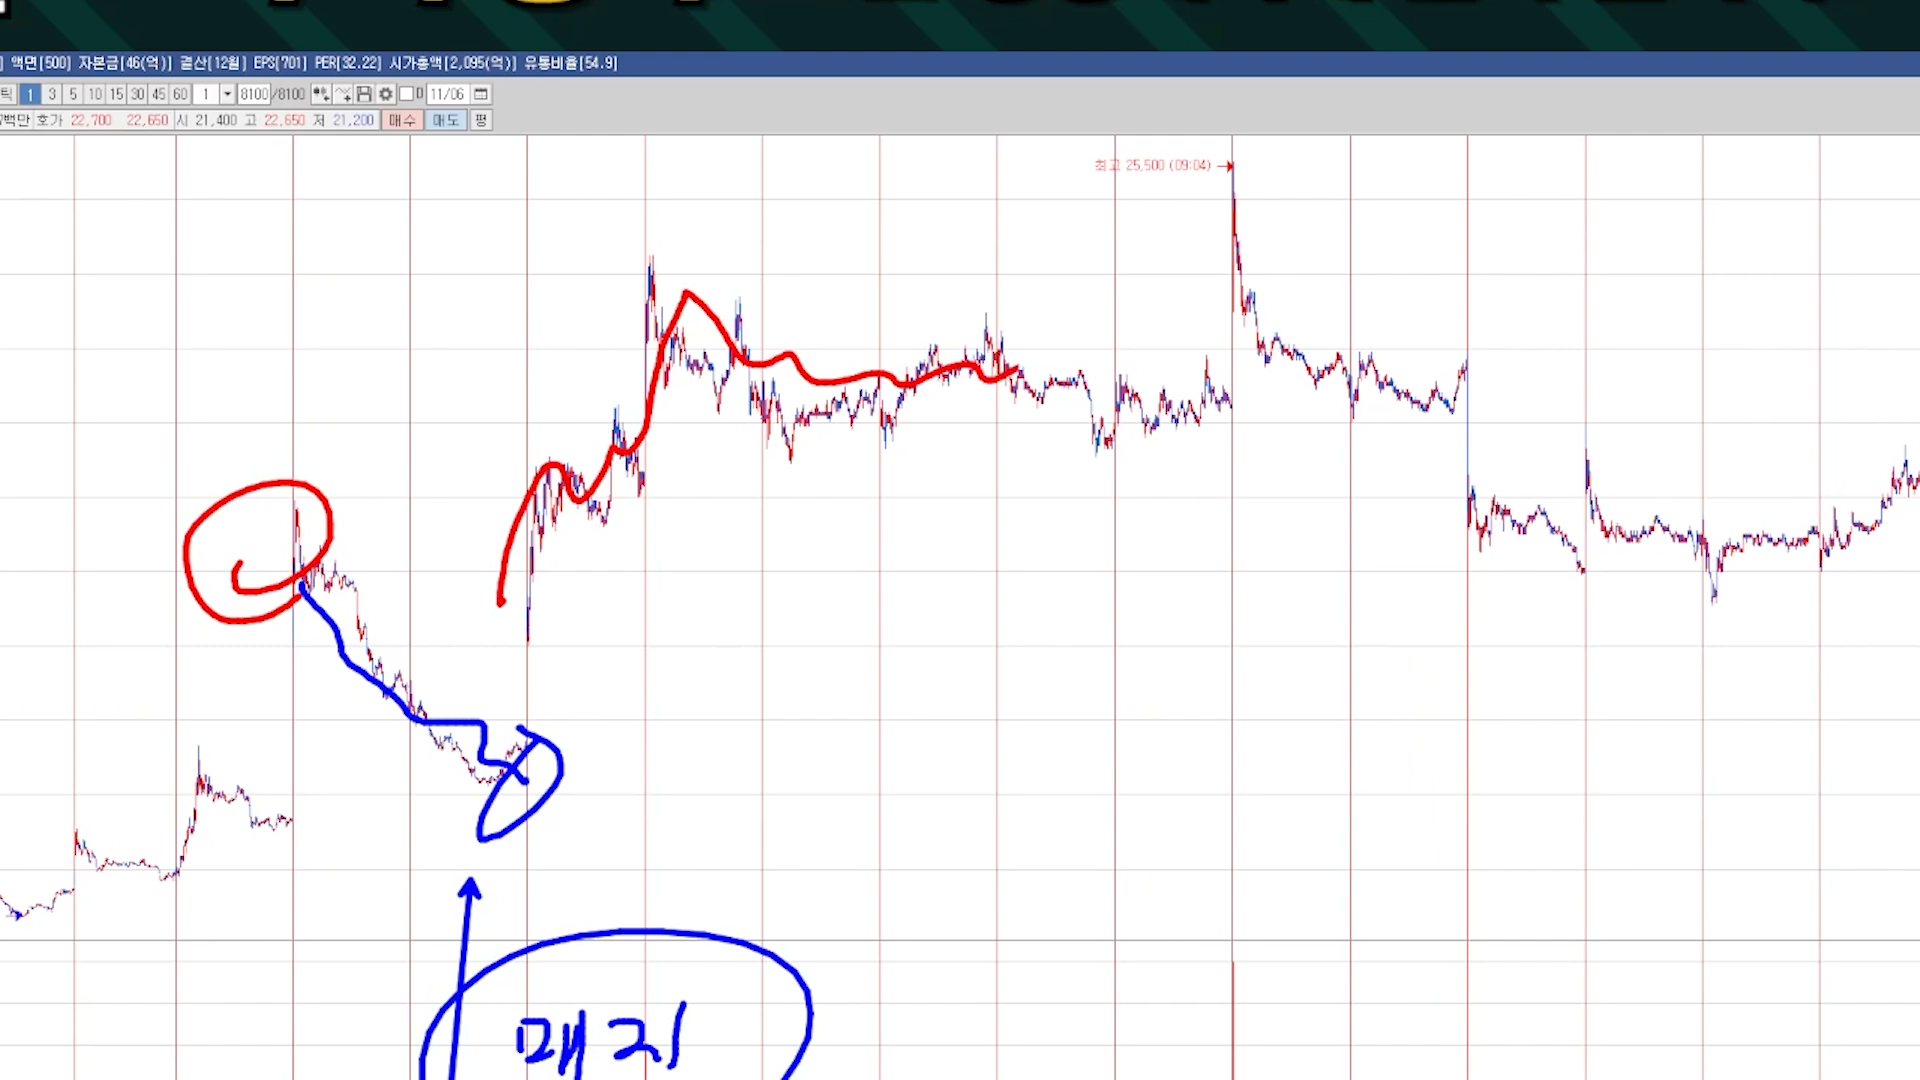 ] 액면[500] 자본금[46(억)] 결산[12월] EPS[701] PER[32.22] 시가총액[2,095(억)] 유통비율[54.9]
틱 1 3 5 10 15 30 45 60 1 8100/8100 0 11/06
백만 호가 22,700 22,650 시 21,400 고 22,650 저 21,200 매수 매도 평
최고 25,500 (09:04)
매지